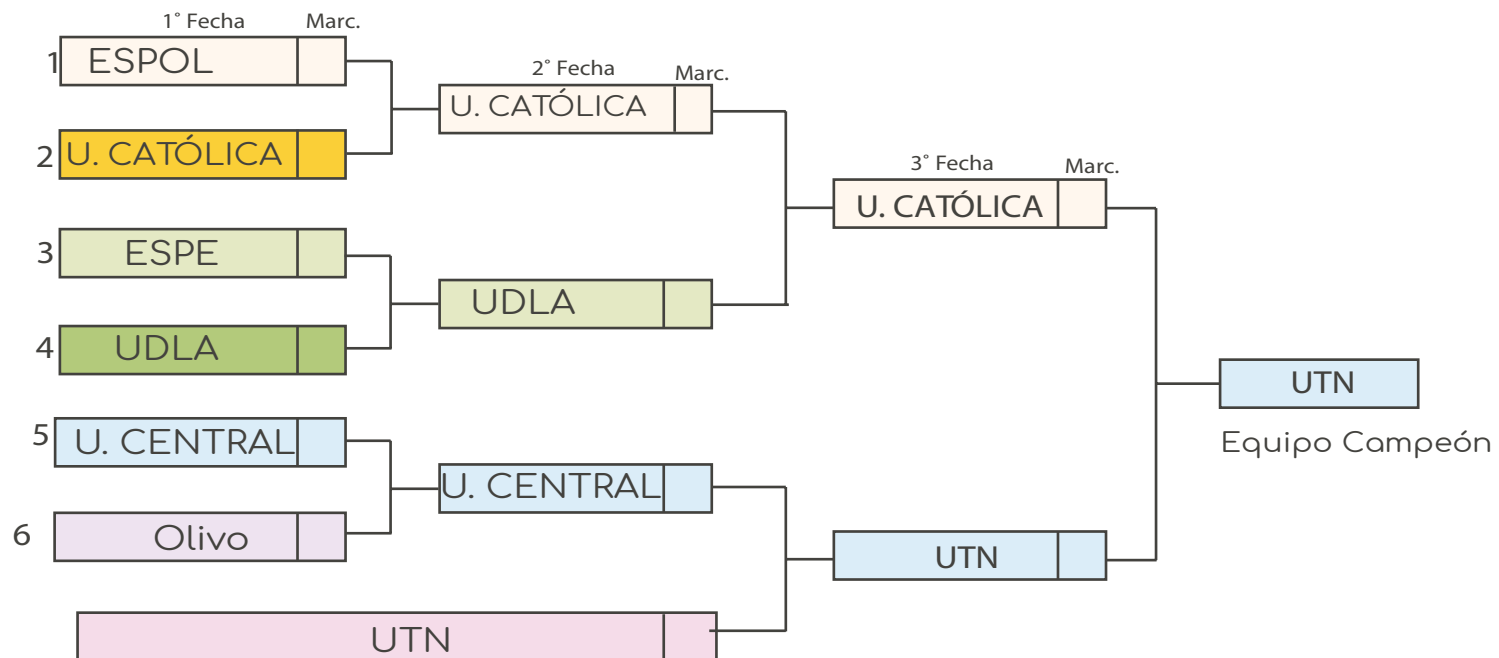 1° Fecha Marc.
1 ESPOL
2° Fecha Marc.
U. CATÓLICA
2 U. CATÓLICA
3° Fecha Marc.
U. CATÓLICA
3 ESPE
UDLA
4 UDLA
UTN
Equipo Campeón
5 U. CENTRAL
U. CENTRAL
6 Olivo
UTN
UTN